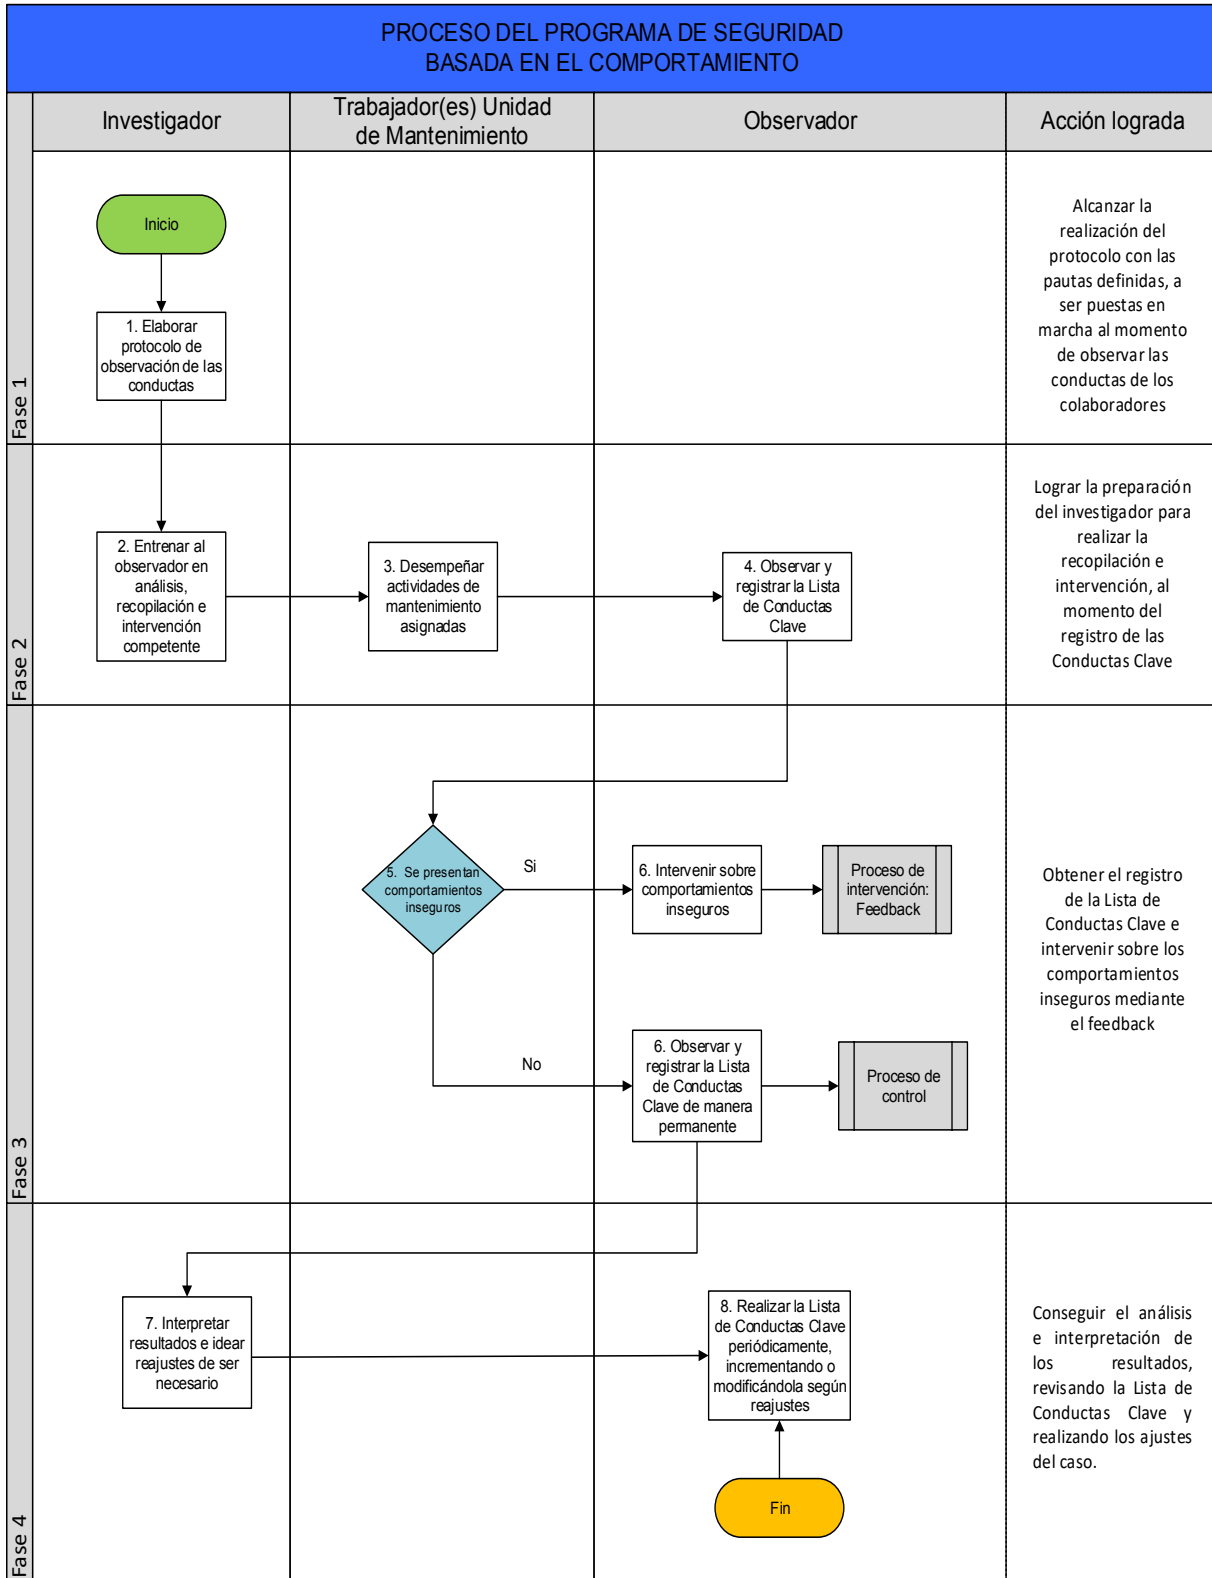 PROCESO DEL PROGRAMA DE SEGURIDAD
BASADA EN EL COMPORTAMIENTO
Investigador
Trabajador(es) Unidad
de Mantenimiento
Observador
Acción lograda
Fase 1
Inicio
1. Elaborar
protocolo de
observación de las
conductas
Alcanzar la
realización del
protocolo con las
pautas definidas, a
ser puestas en
marcha al momento
de observar las
conductas de los
colaboradores
Fase 2
2. Entrenar al
observador en
análisis,
recopilación e
intervención
competente
3. Desempeñar
actividades de
mantenimiento
asignadas
4. Observar y
registrar la Lista
de Conductas
Clave
Lograr la preparación
del investigador para
realizar la
recopilación e
intervención, al
momento del
registro de las
Conductas Clave
Fase 3
5. Se presentan
comportamientos
inseguros
Si
6. Intervenir sobre
comportamientos
inseguros
Proceso de
intervención:
Feedback
No
6. Observar y
registrar la Lista
de Conductas
Clave de manera
permanente
Proceso de
control
Obtener el registro
de la Lista de
Conductas Clave e
intervenir sobre los
comportamientos
inseguros mediante
el feedback
Fase 4
7. Interpretar
resultados e idear
reajustes de ser
necesario
8. Realizar la Lista
de Conductas Clave
periódicamente,
incrementando o
modificándola según
reajustes
Fin
Conseguir el análisis
e interpretación de
los resultados,
revisando la Lista de
Conductas Clave y
realizando los ajustes
del caso.